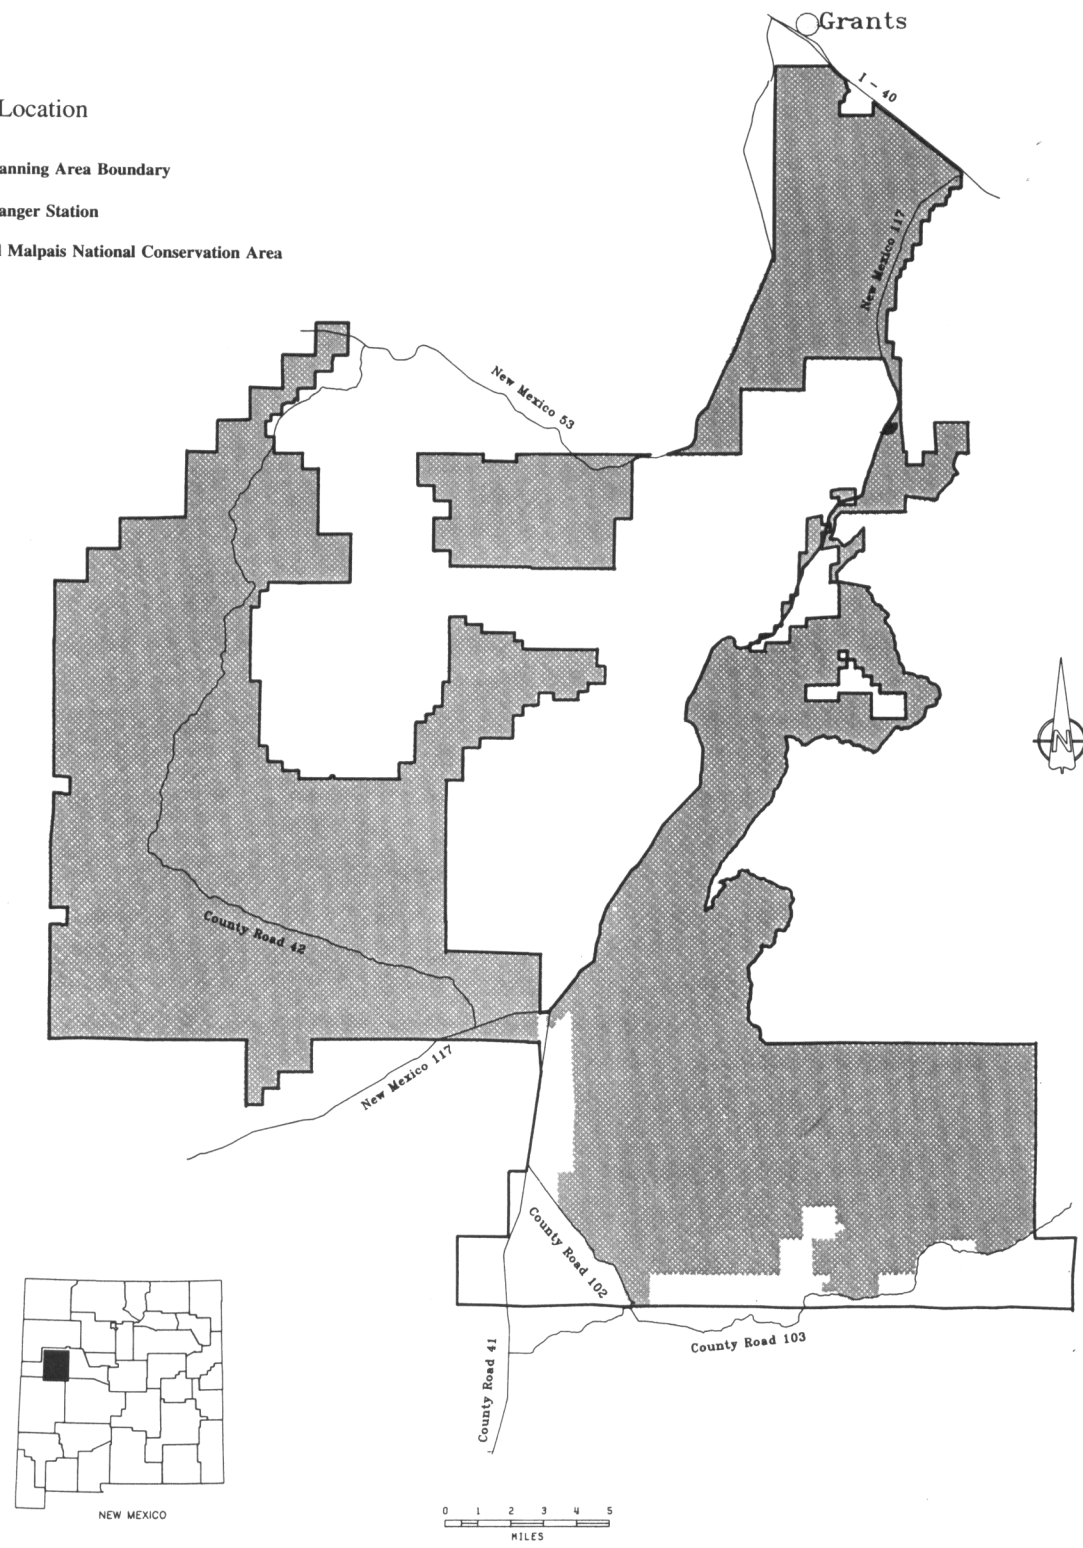 Grants
I - 40
Location
anning Area Boundary
anger Station
l Malpais National Conservation Area
New Mexico 117
New Mexico 53
N
County Road 42
New Mexico 117
County Road 102
County Road 41
County Road 103
NEW MEXICO
0 1 2 3 4 5
MILES